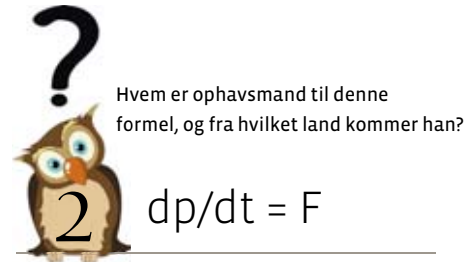 ?
Hvem er ophavsmand til denne
formel, og fra hvilket land kommer han?
2
dp/dt = F